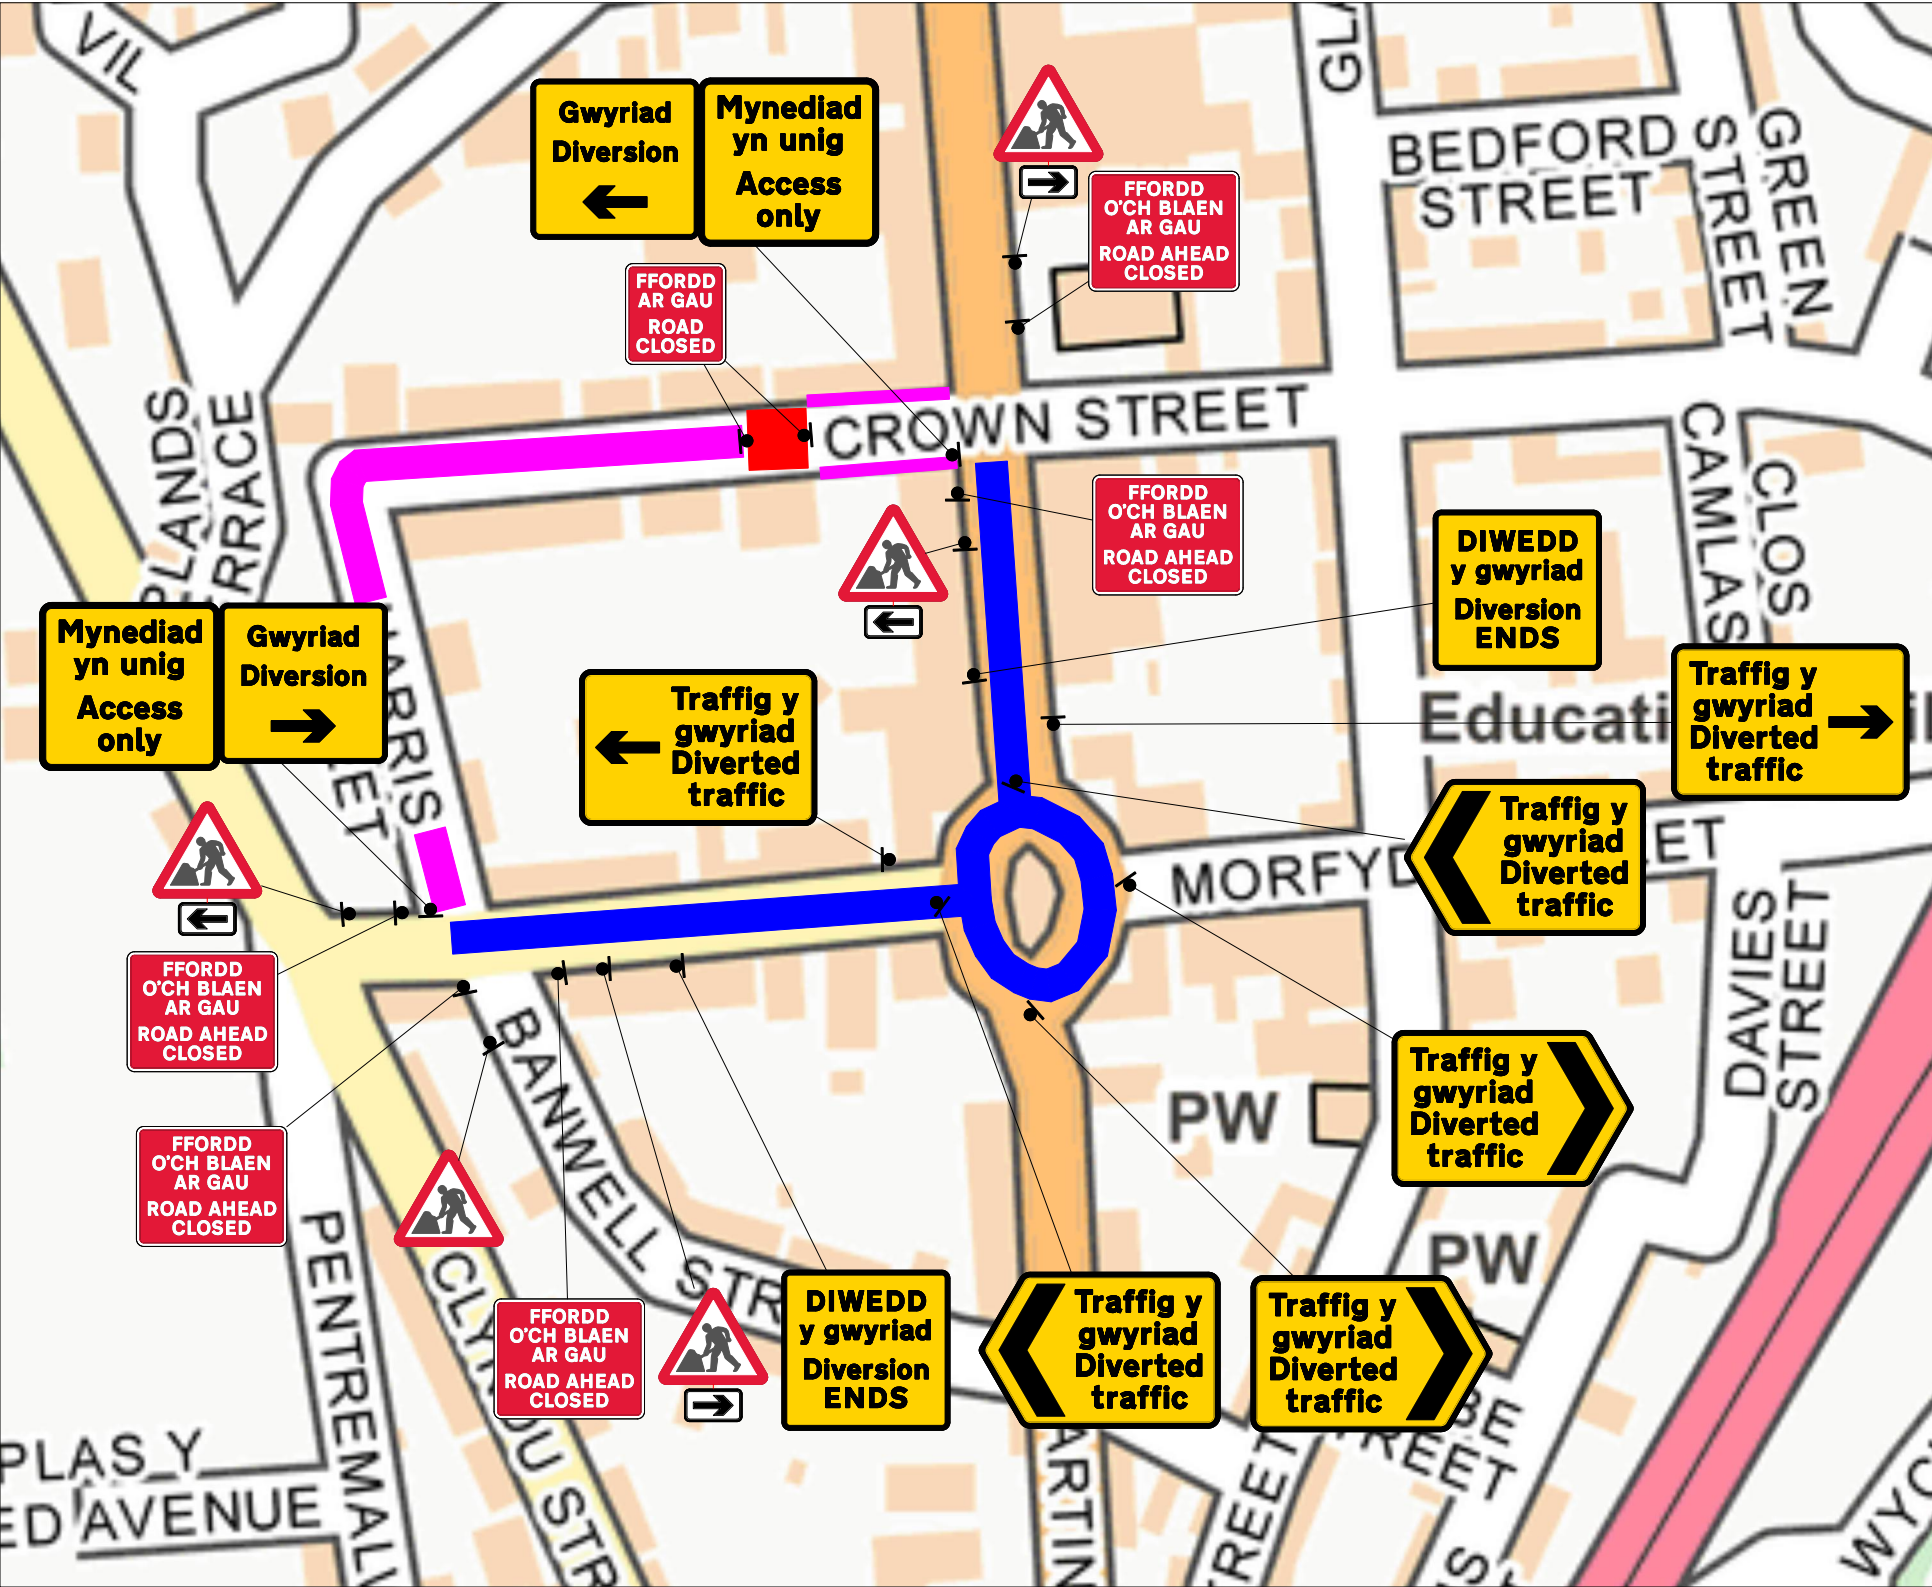 VIL
Gwyriad
Diversion
Mynediad
yn unig
Access
only
FFORDD
O'CH BLAEN
AR GAU
ROAD AHEAD
CLOSED
BEDFORD
STREET
STREET
GREEN
FFORDD
AR GAU
ROAD
CLOSED
CROWN STREET
FFORDD
O'CH BLAEN
AR GAU
ROAD AHEAD
CLOSED
CAMLAS
CLOS
DIWEDD
y gwyriad
Diversion
ENDS
Mynediad
yn unig
Access
only
Gwyriad
Diversion
Traffig y
gwyriad
Diverted
traffic
Traffig y
gwyriad
Diverted
traffic
Traffig y
gwyriad
Diverted
traffic
FFORDD
O'CH BLAEN
AR GAU
ROAD AHEAD
CLOSED
DAVIES
STREET
Traffig y
gwyriad
Diverted
traffic
PW
FFORDD
O'CH BLAEN
AR GAU
ROAD AHEAD
CLOSED
BANWELL STR
PW
FFORDD
O'CH BLAEN
AR GAU
ROAD AHEAD
CLOSED
DIWEDD
y gwyriad
Diversion
ENDS
Traffig y
gwyriad
Diverted
traffic
Traffig y
gwyriad
Diverted
traffic
PLAS Y
AVENUE